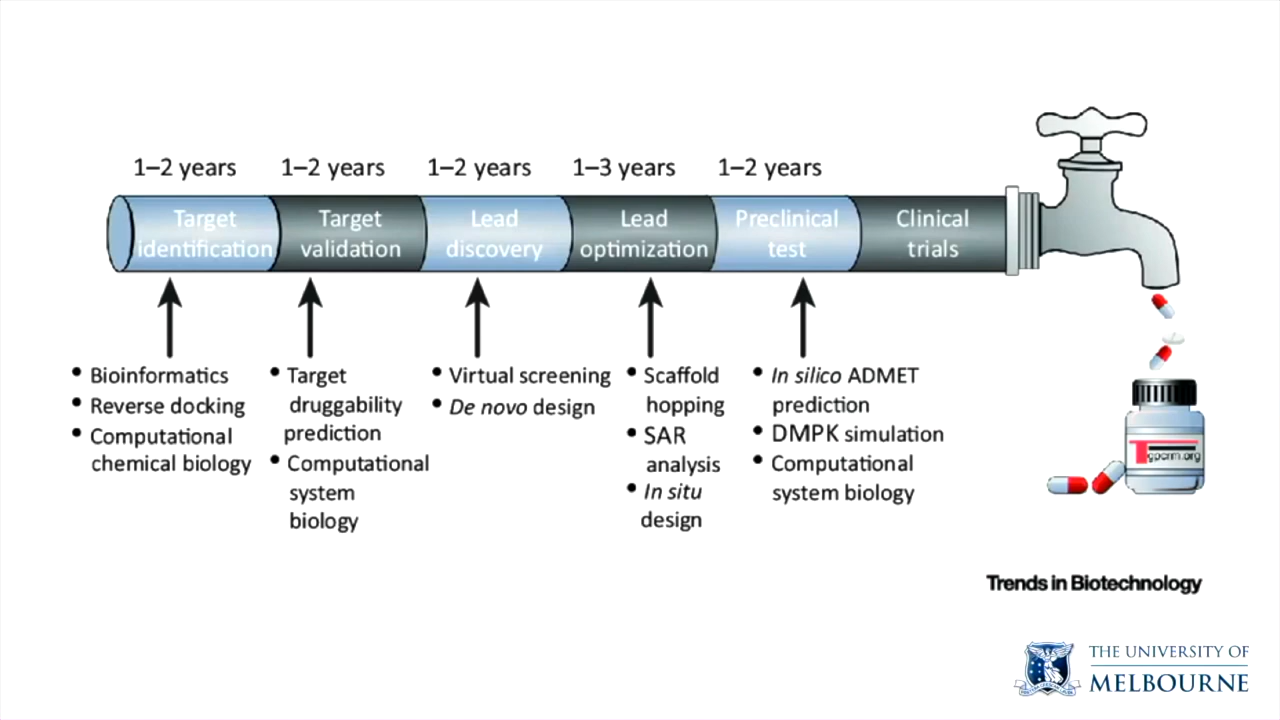 1–2 years
1–2 years
1–2 years
1–3 years
1–2 years
Target
identification
Target
validation
Lead
discovery
Lead
optimization
Preclinical
test
Clinical
trials
• Bioinformatics
• Reverse docking
• Computational
chemical biology
• Target
druggability
prediction
• Computational
system
biology
• Virtual screening
• De novo design
• Scaffold
hopping
• SAR
analysis
• In situ
design
• In silico ADMET
prediction
• DMPK simulation
• Computational
system biology
Trends in Biotechnology
THE UNIVERSITY OF
MELBOURNE